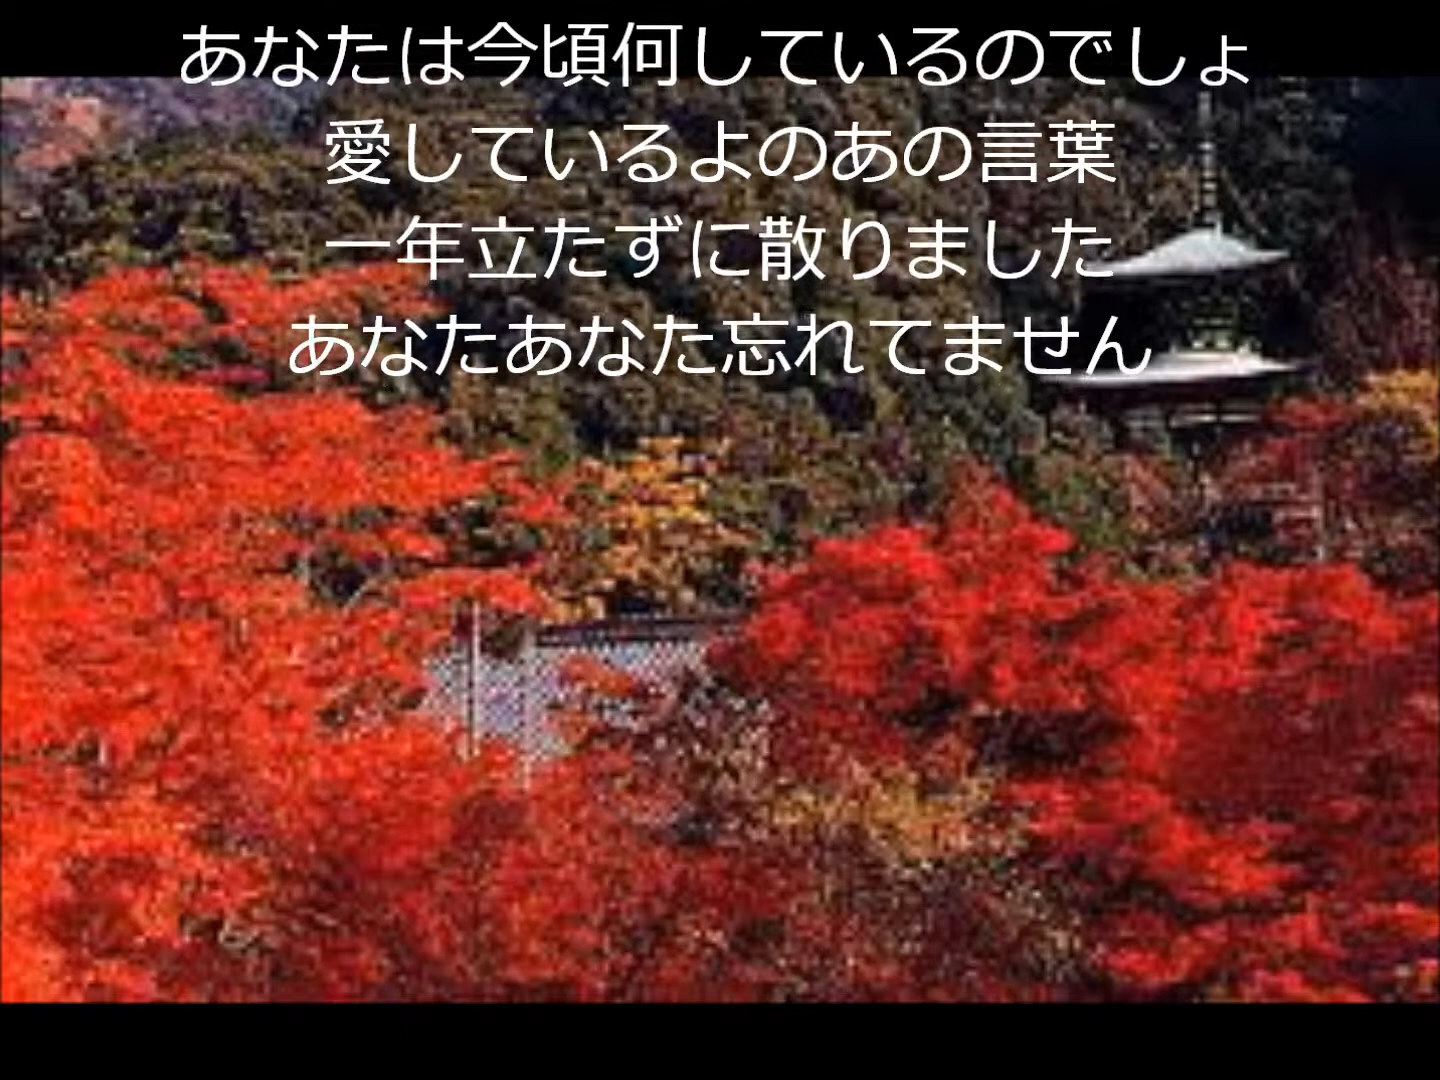 あなたは今頃何しているのでしょ
愛しているよのあの言葉
一年立たずに散りました
あなたあなた忘れてません